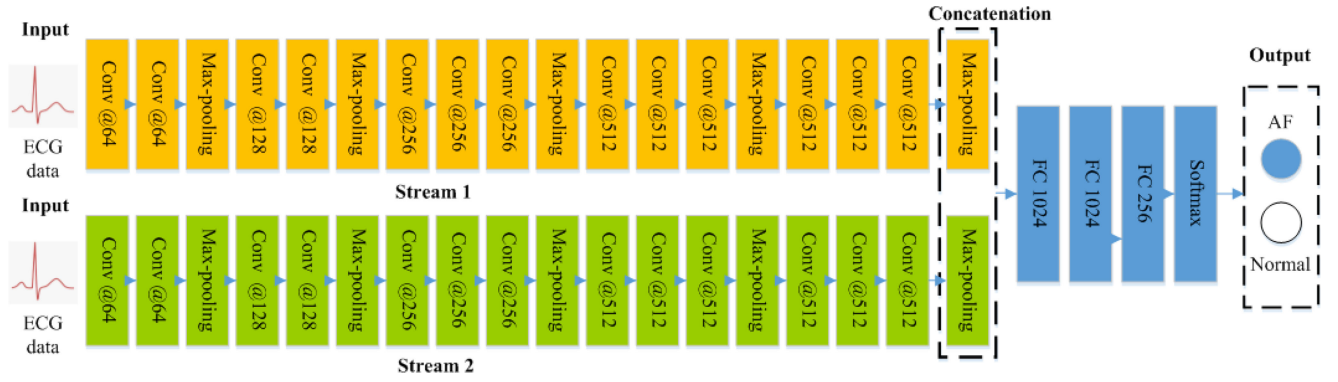 Input
ECG
data
Conv @64
Conv @64
Max-pooling
Conv @128
Conv @128
Max-pooling
Conv @256
Conv @256
Conv @256
Max-pooling
Conv @512
Conv @512
Conv @512
Max-pooling
Conv @512
Conv @512
Conv @512
Concatenation
Max-pooling
Stream 1
Input
ECG
data
Conv @64
Conv @64
Max-pooling
Conv @128
Conv @128
Max-pooling
Conv @256
Conv @256
Conv @256
Max-pooling
Conv @512
Conv @512
Conv @512
Max-pooling
Conv @512
Conv @512
Conv @512
Max-pooling
Stream 2
FC 1024
FC 1024
FC 256
Softmax
Output
AF
Normal